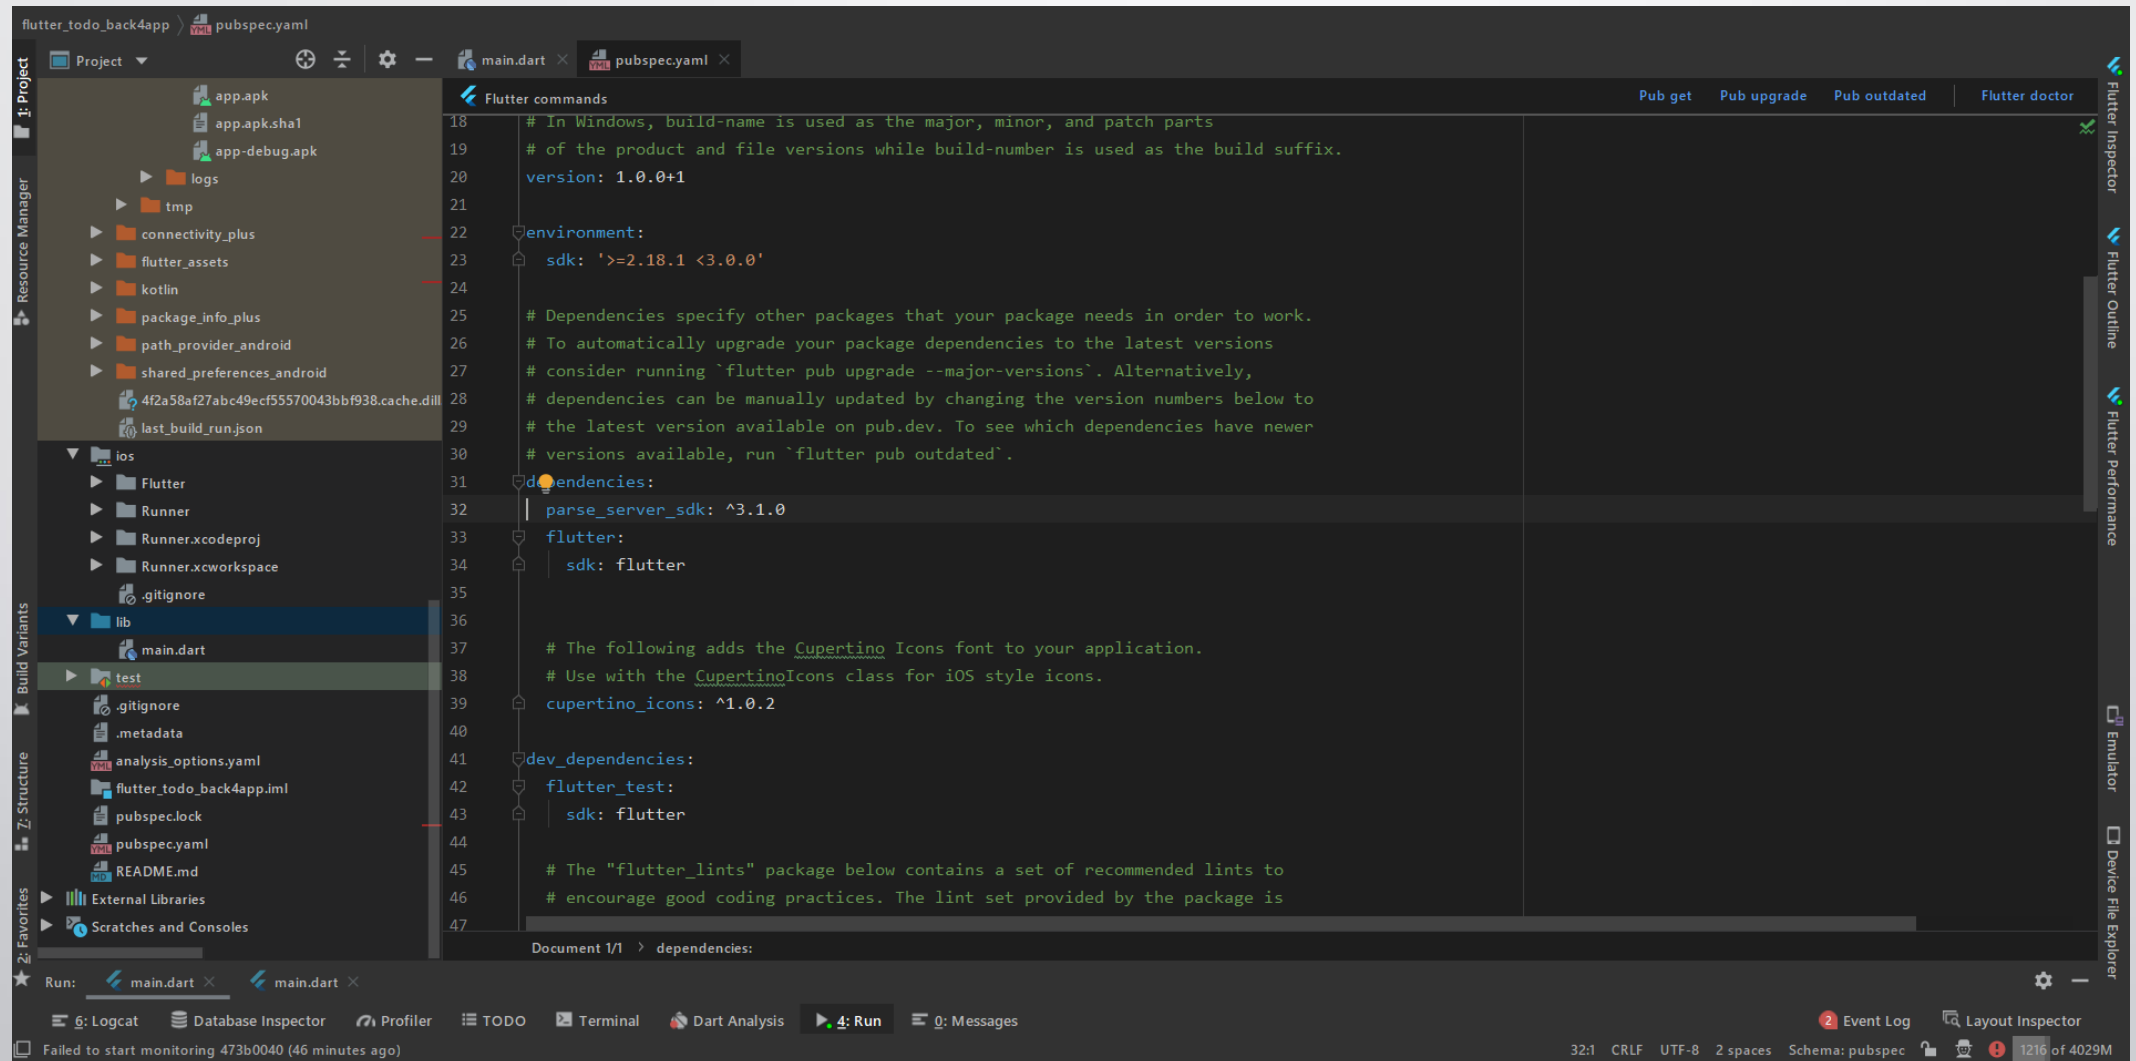 flutter_todo_back4app pubspec.yaml
1: Project
Resource Manager
Build Variants
7: Structure
2: Favorites
Project
app.apk
app.apk.sha1
app-debug.apk
logs
tmp
connectivity_plus
flutter_assets
kotlin
package_info_plus
path_provider_android
shared_preferences_android
4f2a58af27abc49ecf55570043bbf938.cache.dill
last_build_run.json
ios
Flutter
Runner
Runner.xcodeproj
Runner.xcworkspace
.gitignore
lib
main.dart
test
.gitignore
.metadata
analysis_options.yaml
flutter_todo_back4app.iml
pubspec.lock
pubspec.yaml
README.md
External Libraries
Scratches and Consoles
main.dart pubspec.yaml
Flutter commands Pub get Pub upgrade Pub outdated Flutter doctor
18 # In Windows, build-name is used as the major, minor, and patch parts
19 # of the product and file versions while build-number is used as the build suffix.
20 version: 1.0.0+1
21
22 environment:
23 sdk: '>=2.18.1 <3.0.0'
24
25 # Dependencies specify other packages that your package needs in order to work.
26 # To automatically upgrade your package dependencies to the latest versions
27 # consider running `flutter pub upgrade --major-versions`. Alternatively,
28 # dependencies can be manually updated by changing the version numbers below to
29 # the latest version available on pub.dev. To see which dependencies have newer
30 # versions available, run `flutter pub outdated`.
31 dependencies:
32 parse_server_sdk: ^3.1.0
33 flutter:
34 sdk: flutter
35
36
37 # The following adds the Cupertino Icons font to your application.
38 # Use with the CupertinoIcons class for iOS style icons.
39 cupertino_icons: ^1.0.2
40
41 dev_dependencies:
42 flutter_test:
43 sdk: flutter
44
45 # The "flutter_lints" package below contains a set of recommended lints to
46 # encourage good coding practices. The lint set provided by the package is
47
Document 1/1 > dependencies:
Flutter Inspector
Flutter Outline
Flutter Performance
Emulator
Device File Explorer
Run: main.dart main.dart
6: Logcat Database Inspector Profiler TODO Terminal Dart Analysis 4: Run 0: Messages 2 Event Log Layout Inspector
Failed to start monitoring 473b0040 (46 minutes ago) 32:1 CRLF UTF-8 2 spaces Schema: pubspec 1216 of 4029M